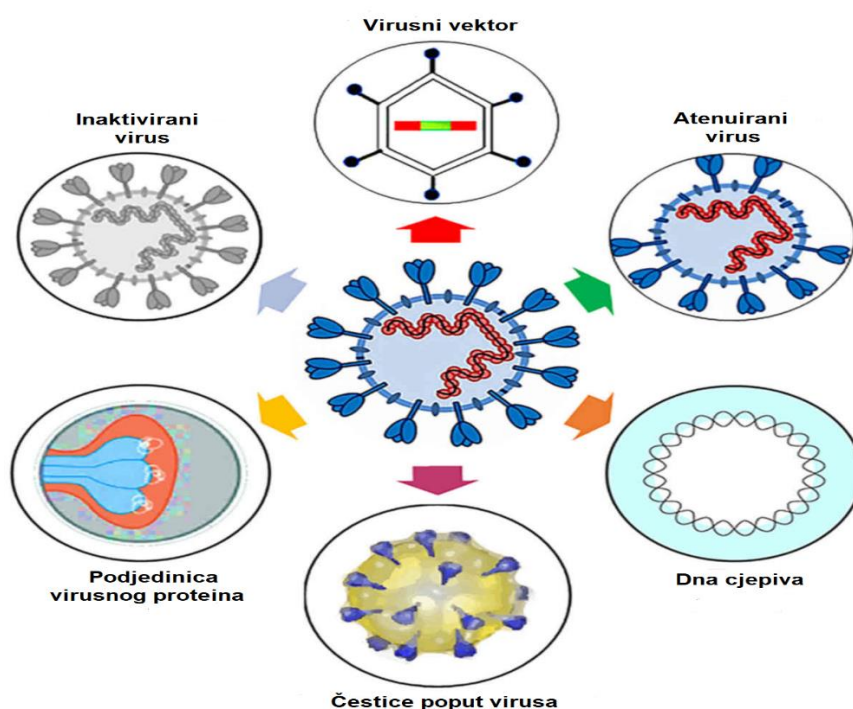 Virusni vektor
Inaktivirani
virus
Atenuirani
virus
Podjedinica
virusnog proteina
Dna cjepiva
Čestice poput virusa